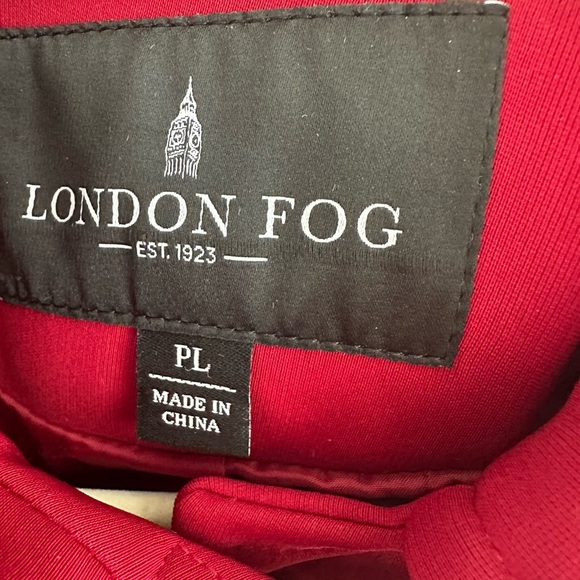 LONDON FOG
EST. 1923
PL
MADE IN
CHINA